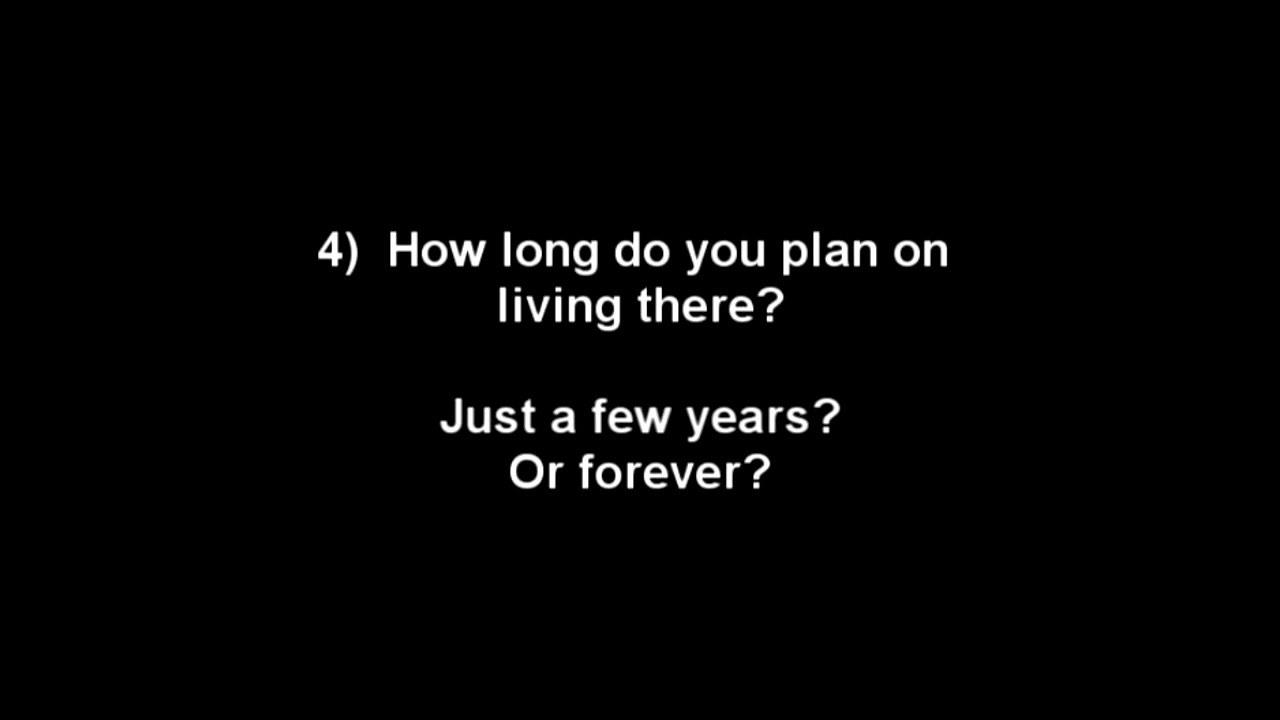 4)  How long do you plan on
living there?
Just a few years?
Or forever?